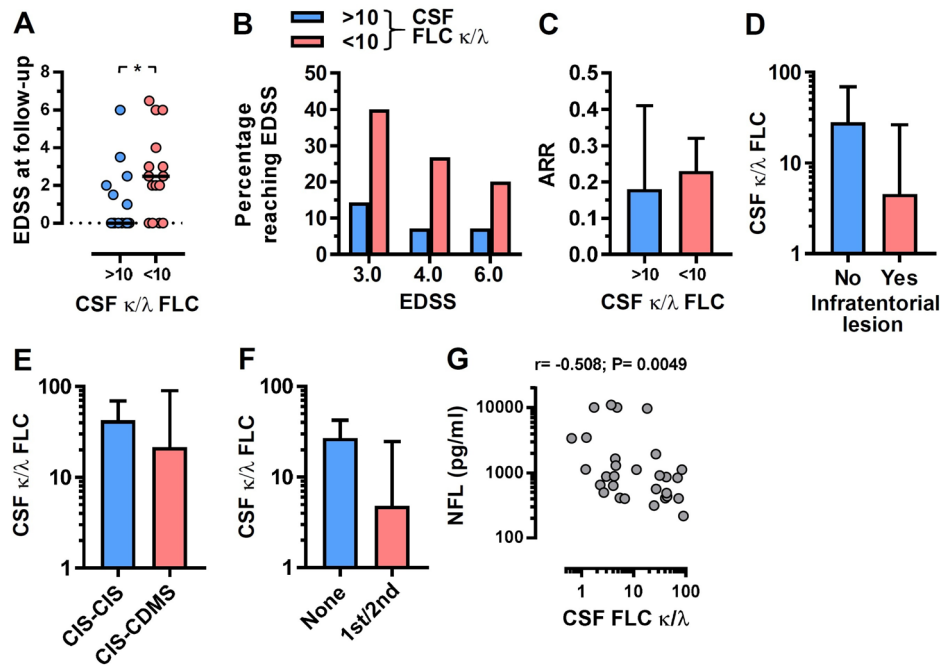 A
EDSS at follow-up
8
6
4
2
0
*
>10
<10
CSF κ/λ FLC
B
>10
<10
CSF
FLC κ/λ
Percentage
reaching EDSS
50
40
30
20
10
0
3.0 4.0 6.0
EDSS
C
ARR
0.5
0.4
0.3
0.2
0.1
0.0
>10 <10
CSF κ/λ FLC
D
CSF κ/λ FLC
100
10
1
No Yes
Infratentorial
lesion
E
CSF κ/λ FLC
100
10
1
CIS-CIS
CIS-CDMS
F
CSF κ/λ FLC
100
10
1
None
1st/2nd
G
r= -0.508; P= 0.0049
NFL (pg/ml)
10000
1000
100
1 10 100
CSF FLC κ/λ